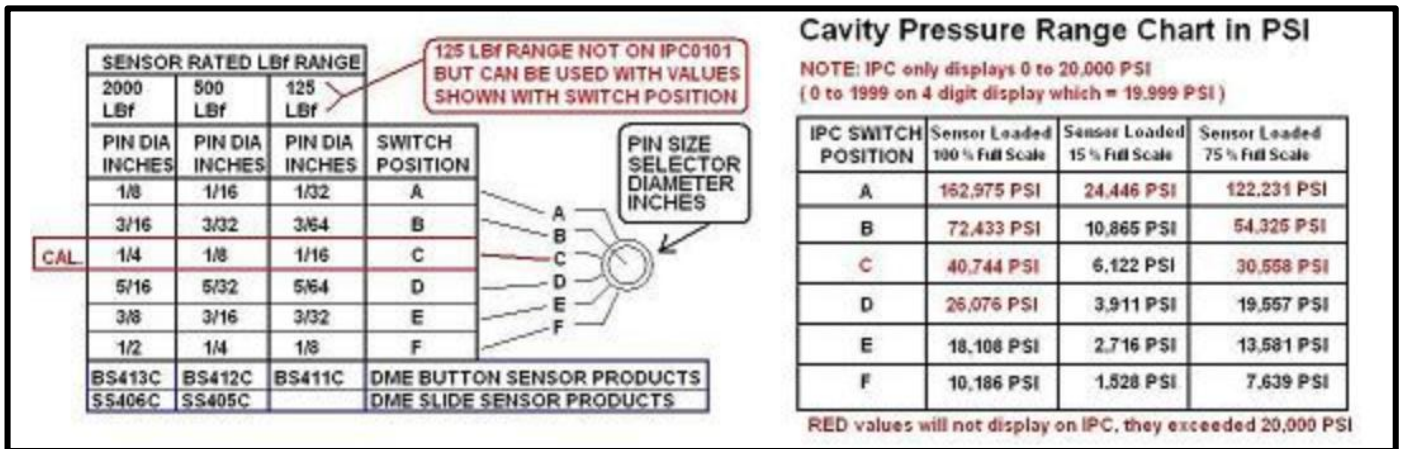 SENSOR RATED LBf RANGE
2000 LBf 500 LBf 125 LBf
125 LBf RANGE NOT ON IPC0101
BUT CAN BE USED WITH VALUES
SHOWN WITH SWITCH POSITION
PIN DIA INCHES PIN DIA INCHES PIN DIA INCHES SWITCH POSITION
1/8 1/16 1/32 A
3/16 3/32 3/64 B
CAL. 1/4 1/8 1/16 C
5/16 5/32 5/64 D
3/8 3/16 3/32 E
1/2 1/4 1/8 F
BS413C BS412C BS411C DME BUTTON SENSOR PRODUCTS
SS406C SS405C DME SLIDE SENSOR PRODUCTS
PIN SIZE
SELECTOR
DIAMETER
INCHES
A
B
C
D
E
F
Cavity Pressure Range Chart in PSI
NOTE: IPC only displays 0 to 20,000 PSI
( 0 to 1999 on 4 digit display which = 19,999 PSI )
IPC SWITCH POSITION Sensor Loaded 100 % Full Scale Sensor Loaded 15 % Full Scale Sensor Loaded 75 % Full Scale
A 162,975 PSI 24,446 PSI 122,231 PSI
B 72,433 PSI 10,865 PSI 54,325 PSI
C 40,744 PSI 6,122 PSI 30,558 PSI
D 26,076 PSI 3,911 PSI 19,557 PSI
E 18,108 PSI 2,716 PSI 13,581 PSI
F 10,186 PSI 1,528 PSI 7,639 PSI
RED values will not display on IPC, they exceeded 20,000 PSI